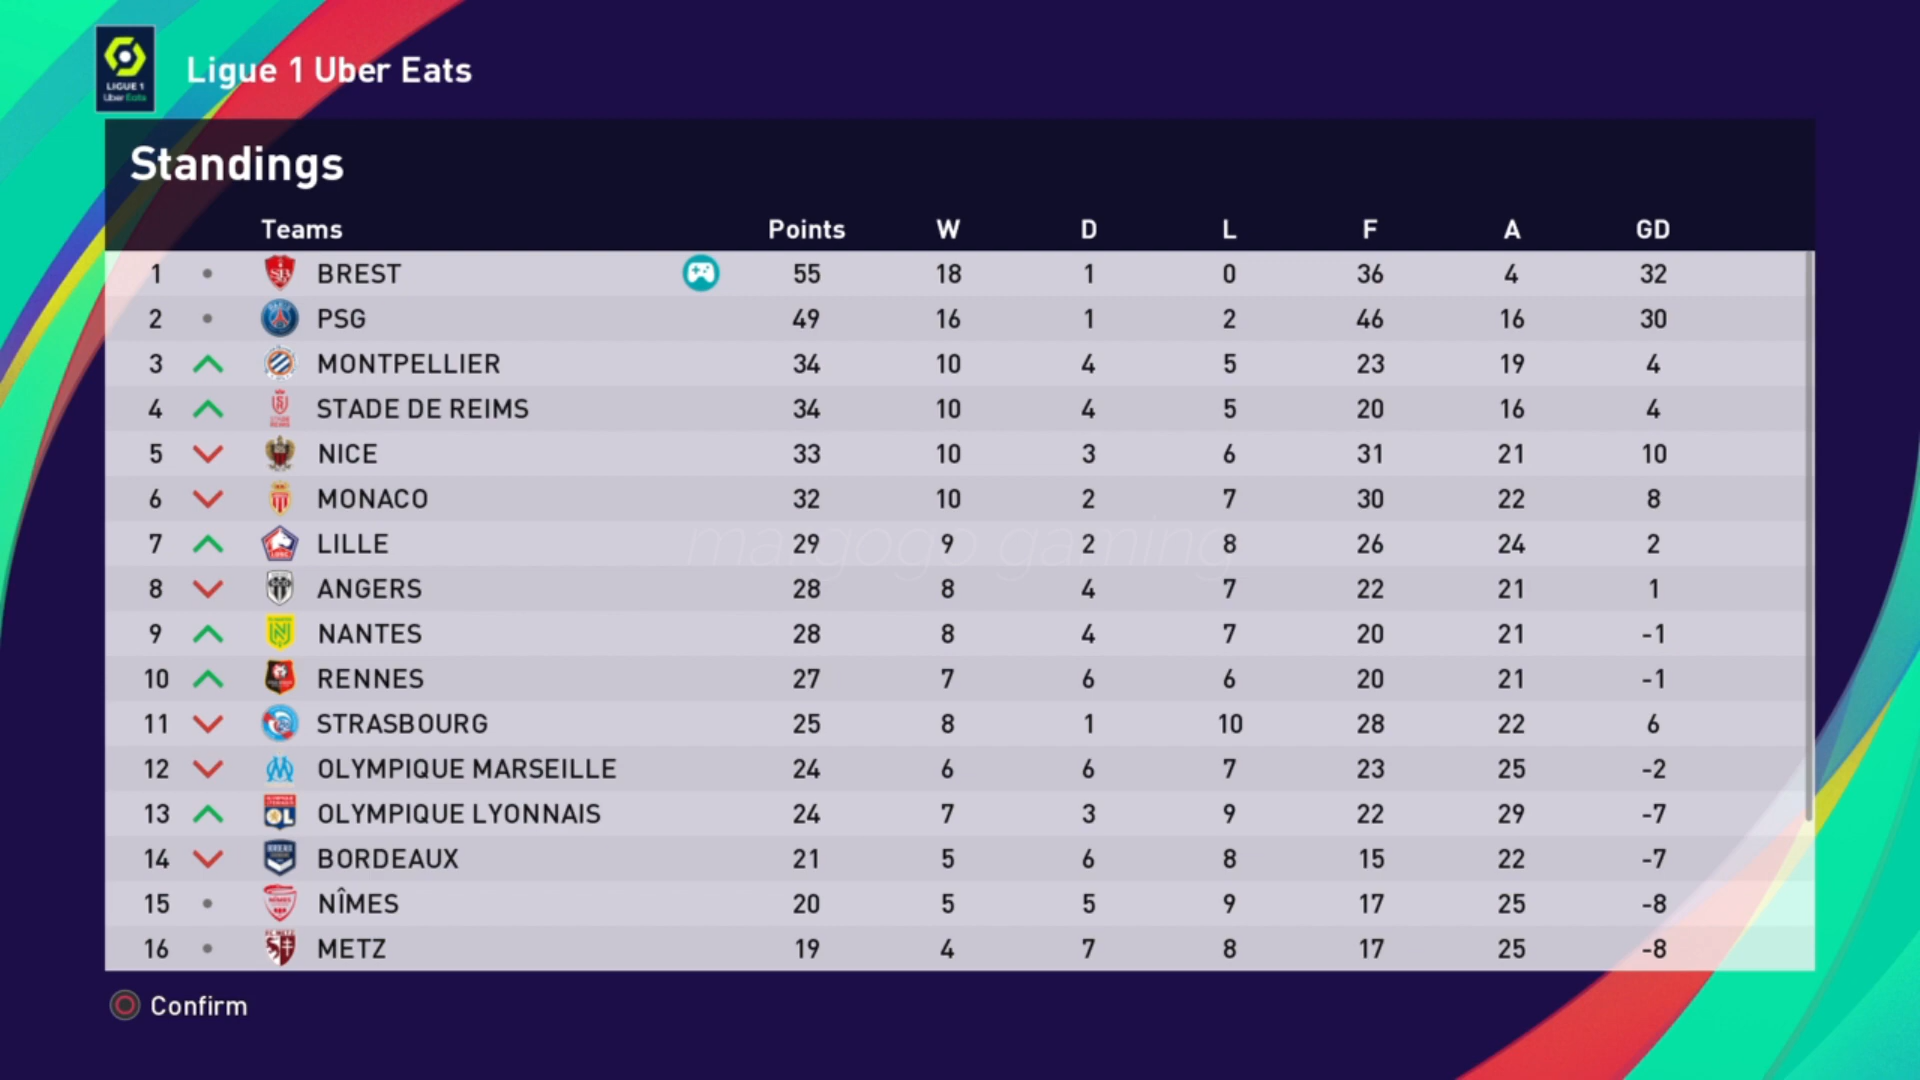 LIGUE 1
Uber Eats
Ligue 1 Uber Eats
Standings
Teams Points W D L F A GD
1 BREST 55 18 1 0 36 4 32
2 PSG 49 16 1 2 46 16 30
3 MONTPELLIER 34 10 4 5 23 19 4
4 STADE DE REIMS 34 10 4 5 20 16 4
5 NICE 33 10 3 6 31 21 10
6 MONACO 32 10 2 7 30 22 8
margogo gaming
7 LILLE 29 9 2 8 26 24 2
8 ANGERS 28 8 4 7 22 21 1
9 NANTES 28 8 4 7 20 21 -1
10 RENNES 27 7 6 6 20 21 -1
11 STRASBOURG 25 8 1 10 28 22 6
12 OLYMPIQUE MARSEILLE 24 6 6 7 23 25 -2
13 OL OLYMPIQUE LYONNAIS 24 7 3 9 22 29 -7
14 BORDEAUX 21 5 6 8 15 22 -7
15 NÎMES 20 5 5 9 17 25 -8
16 METZ 19 4 7 8 17 25 -8
Confirm